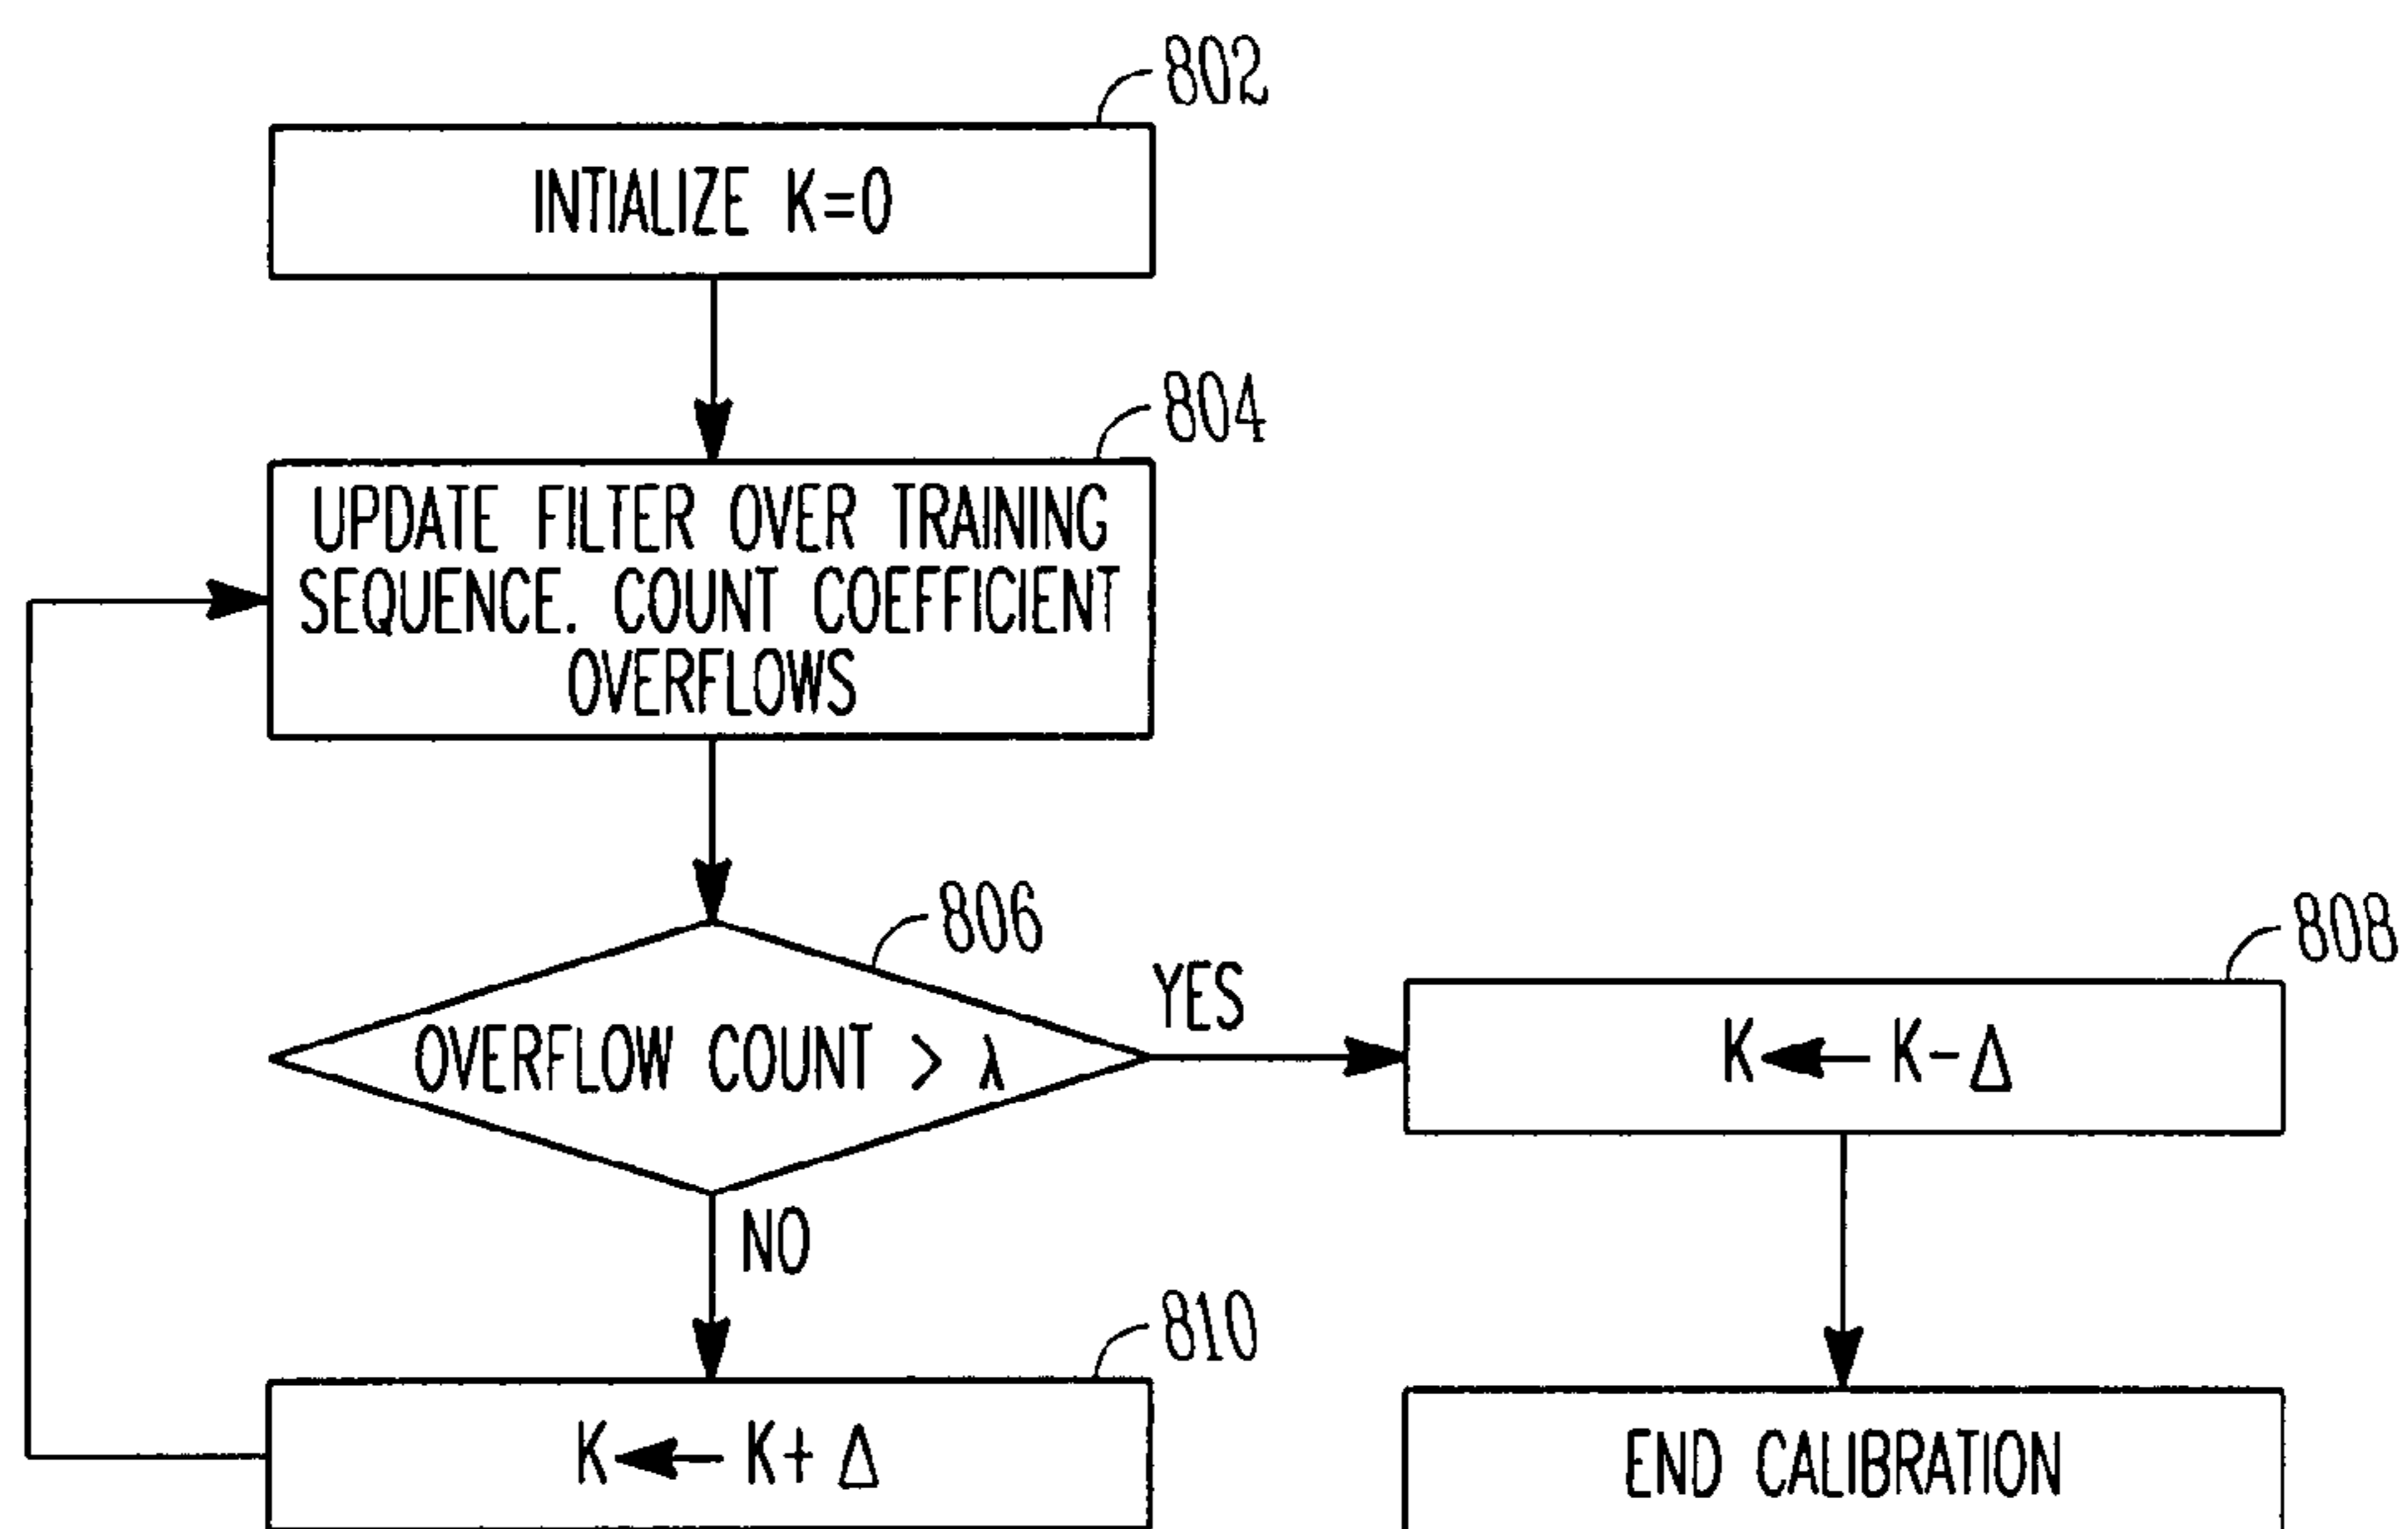 802
INTIALIZE K=0
804
UPDATE FILTER OVER TRAINING
SEQUENCE. COUNT COEFFICIENT
OVERFLOWS
806
OVERFLOW COUNT > λ
YES
808
K ← K-Δ
NO
810
K ← K+ Δ
END CALIBRATION